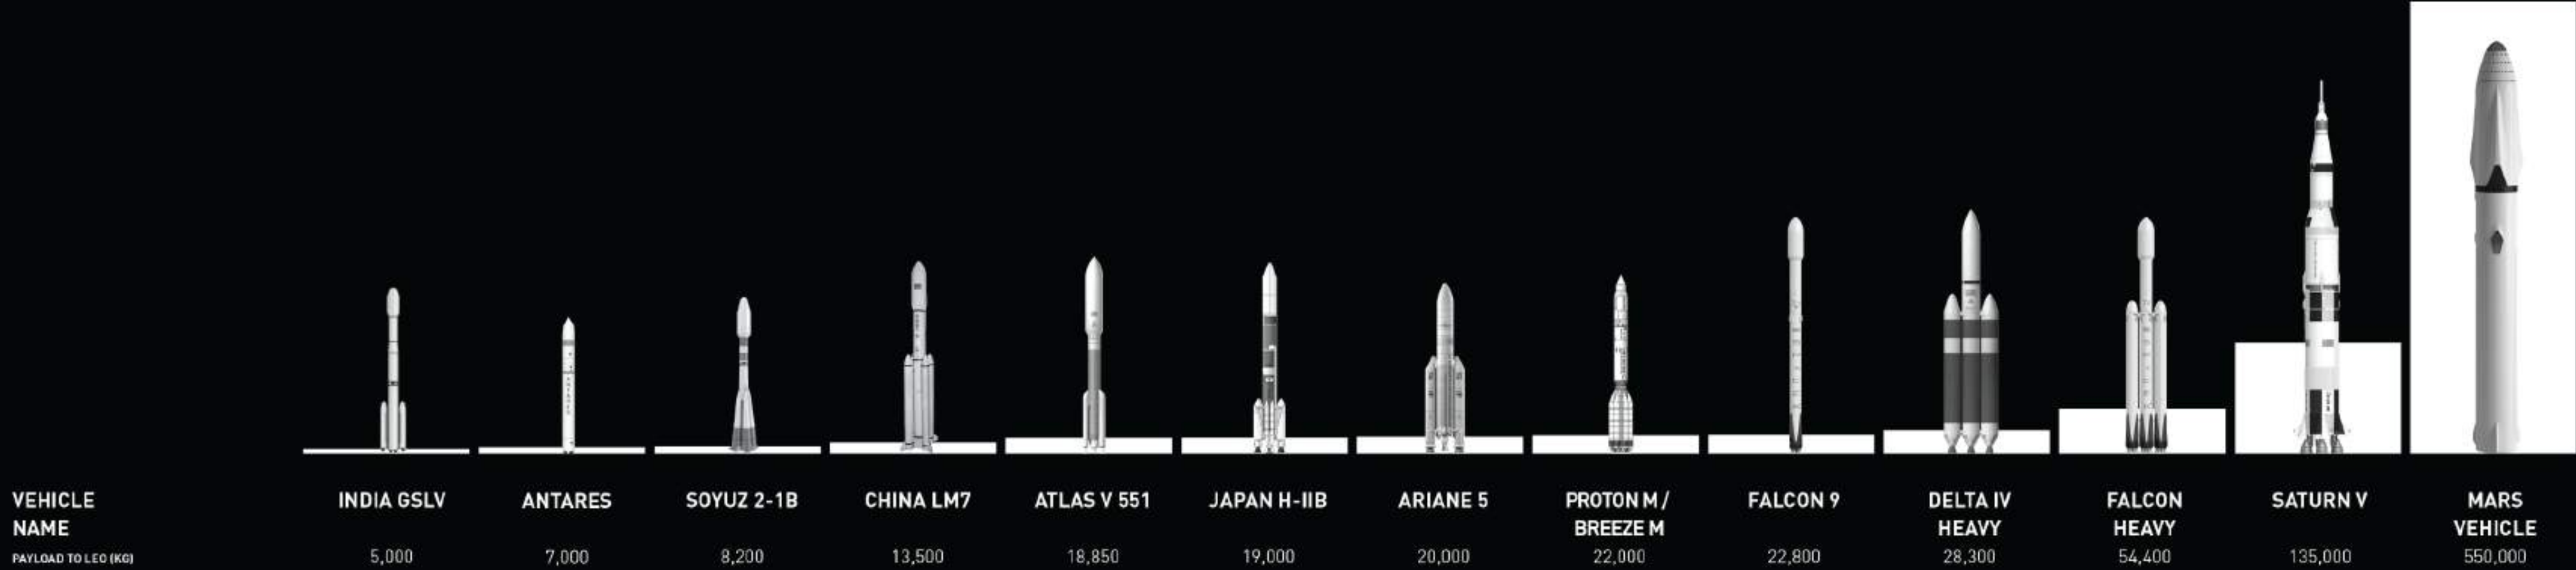 VEHICLE
NAME
INDIA GSLV
ANTARES
SOYUZ 2-1B
CHINA LM7
ATLAS V 551
JAPAN H-IIB
ARIANE 5
PROTON M /
BREEZE M
FALCON 9
DELTA IV
HEAVY
FALCON
HEAVY
SATURN V
MARS
VEHICLE
PAYLOAD TO LEO (KG)
5,000
7,000
8,200
13,500
18,850
19,000
20,000
22,000
22,800
28,300
54,400
135,000
550,000